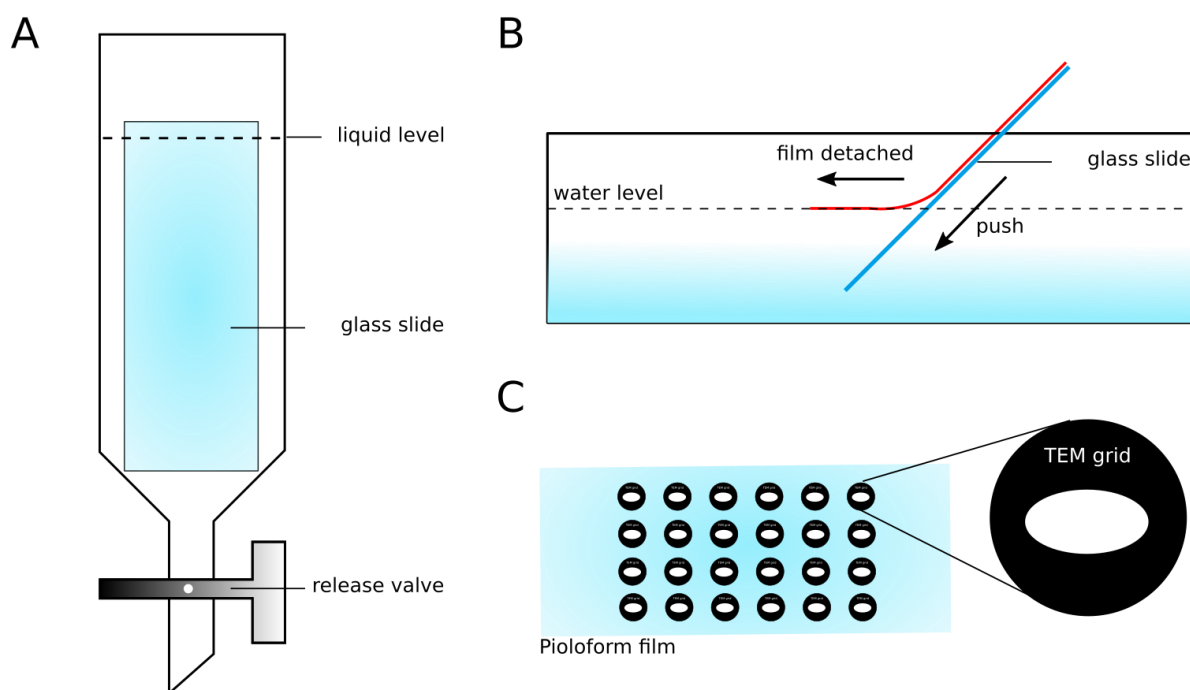 A
liquid level
glass slide
release valve
B
film detached
glass slide
water level
push
C
TEM grid
Pioloform film